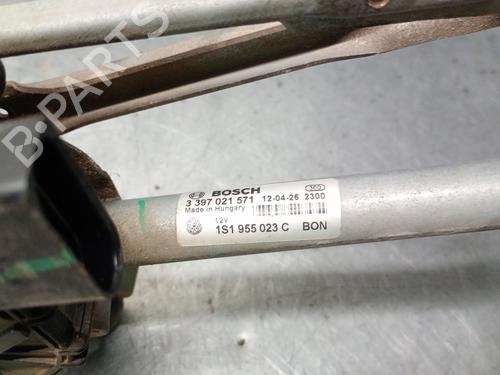 B-PARTS
BOSCH
3 397 021 571 12-04-26 2300
Made in Hungary
12V
1S1 955 023 C BON